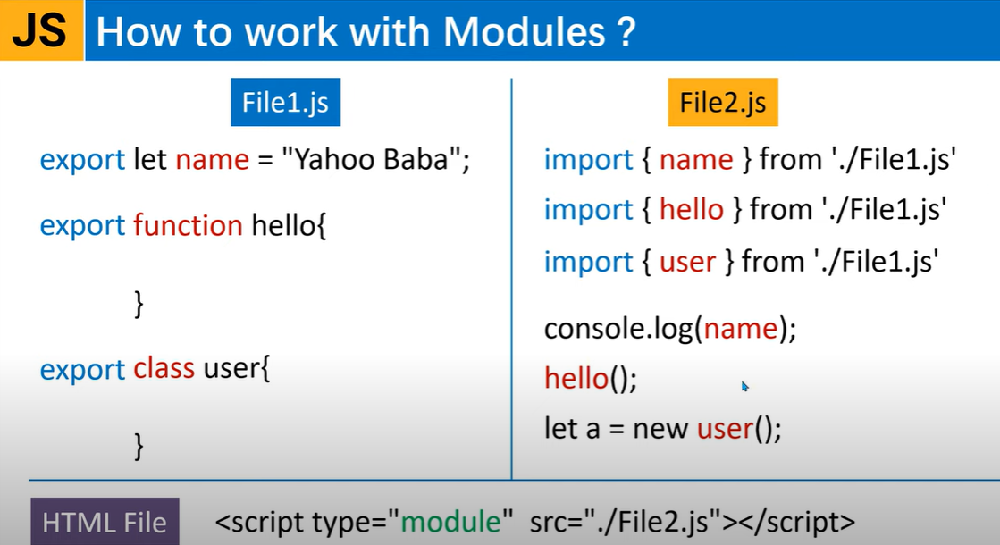 JS How to work with Modules ?
File1.js
export let name = "Yahoo Baba";
export function hello{
}
export class user{
}
File2.js
import { name } from './File1.js'
import { hello } from './File1.js'
import { user } from './File1.js'
console.log(name);
hello();
let a = new user();
HTML File <script type="module" src="./File2.js"></script>